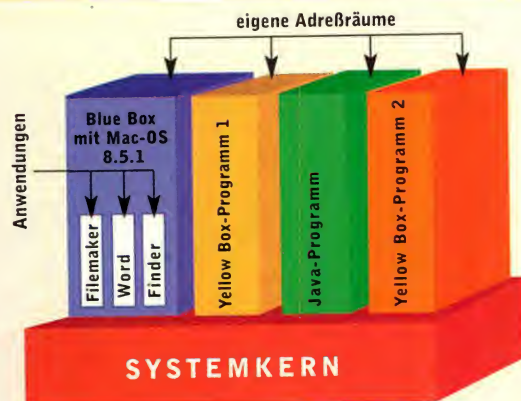 eigene Adreßräume
Anwendungen
Blue Box
mit Mac-OS
8.5.1
Filemaker
Word
Finder
Yellow Box-Programm 1
Java-Programm
Yellow Box-Programm 2
SYSTEMKERN